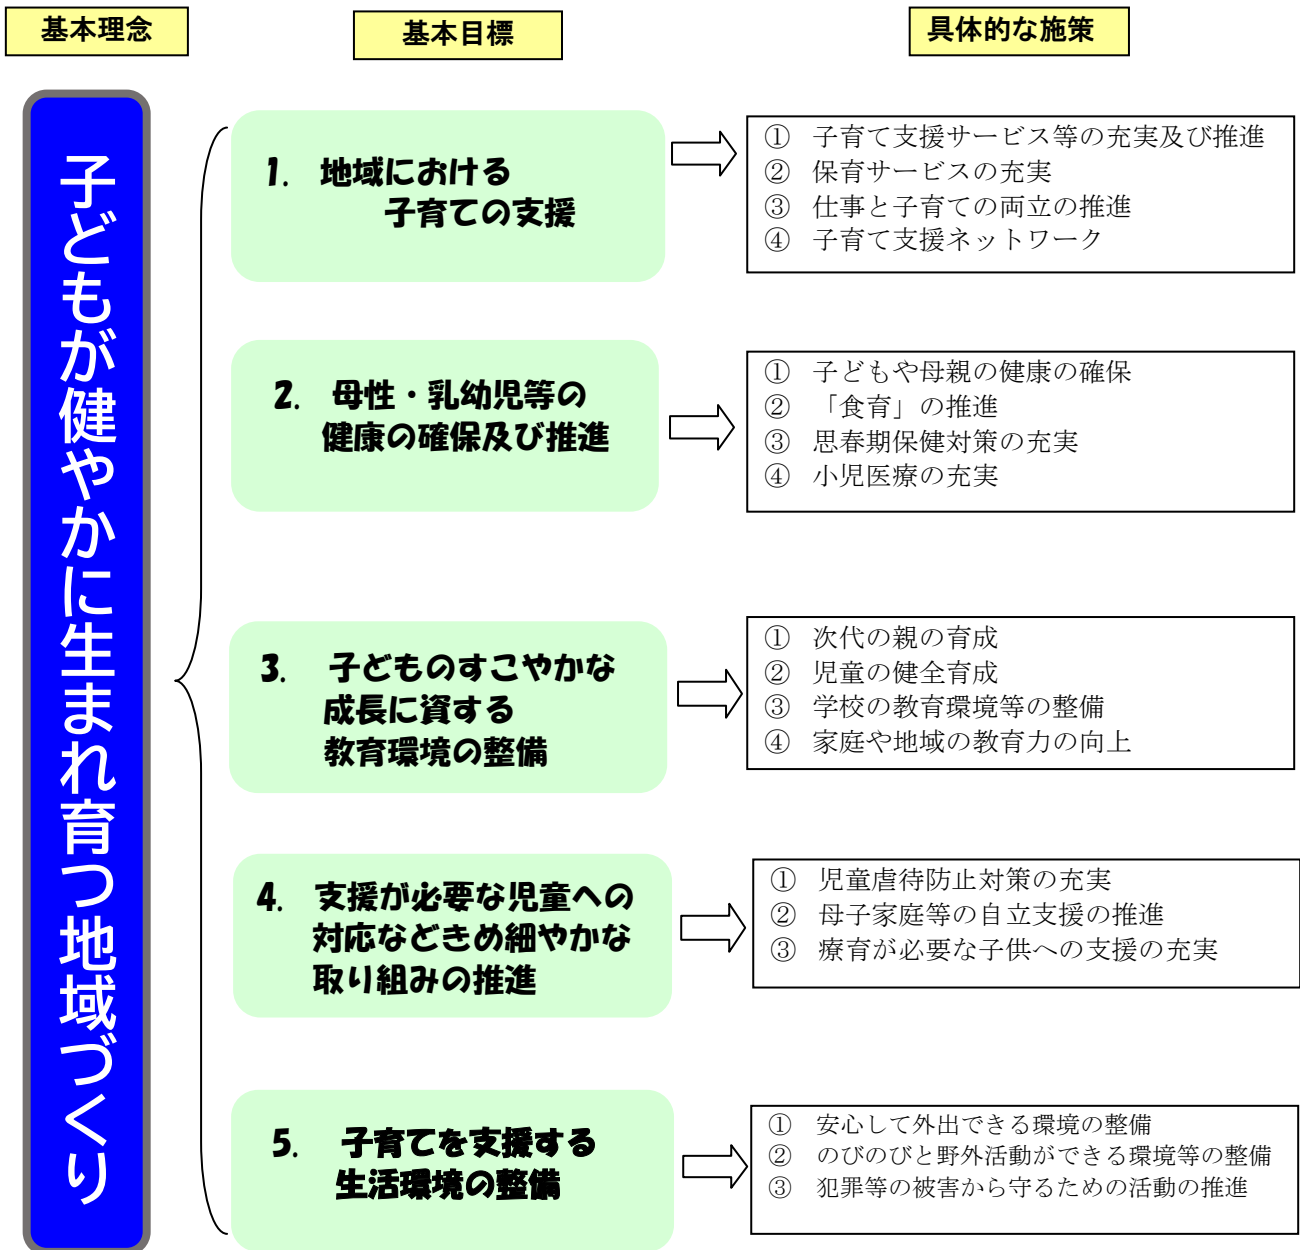 基本理念
基本目標
具体的な施策
子どもが健やかに生まれ育つ地域づくり
1. 地域における
子育ての支援
① 子育て支援サービス等の充実及び推進
② 保育サービスの充実
③ 仕事と子育ての両立の推進
④ 子育て支援ネットワーク
2. 母性・乳幼児等の
健康の確保及び推進
① 子どもや母親の健康の確保
② 「食育」の推進
③ 思春期保健対策の充実
④ 小児医療の充実
3. 子どものすこやかな
成長に資する
教育環境の整備
① 次代の親の育成
② 児童の健全育成
③ 学校の教育環境等の整備
④ 家庭や地域の教育力の向上
4. 支援が必要な児童への
対応などきめ細やかな
取り組みの推進
① 児童虐待防止対策の充実
② 母子家庭等の自立支援の推進
③ 療育が必要な子供への支援の充実
5. 子育てを支援する
生活環境の整備
① 安心して外出できる環境の整備
② のびのびと野外活動ができる環境等の整備
③ 犯罪等の被害から守るための活動の推進